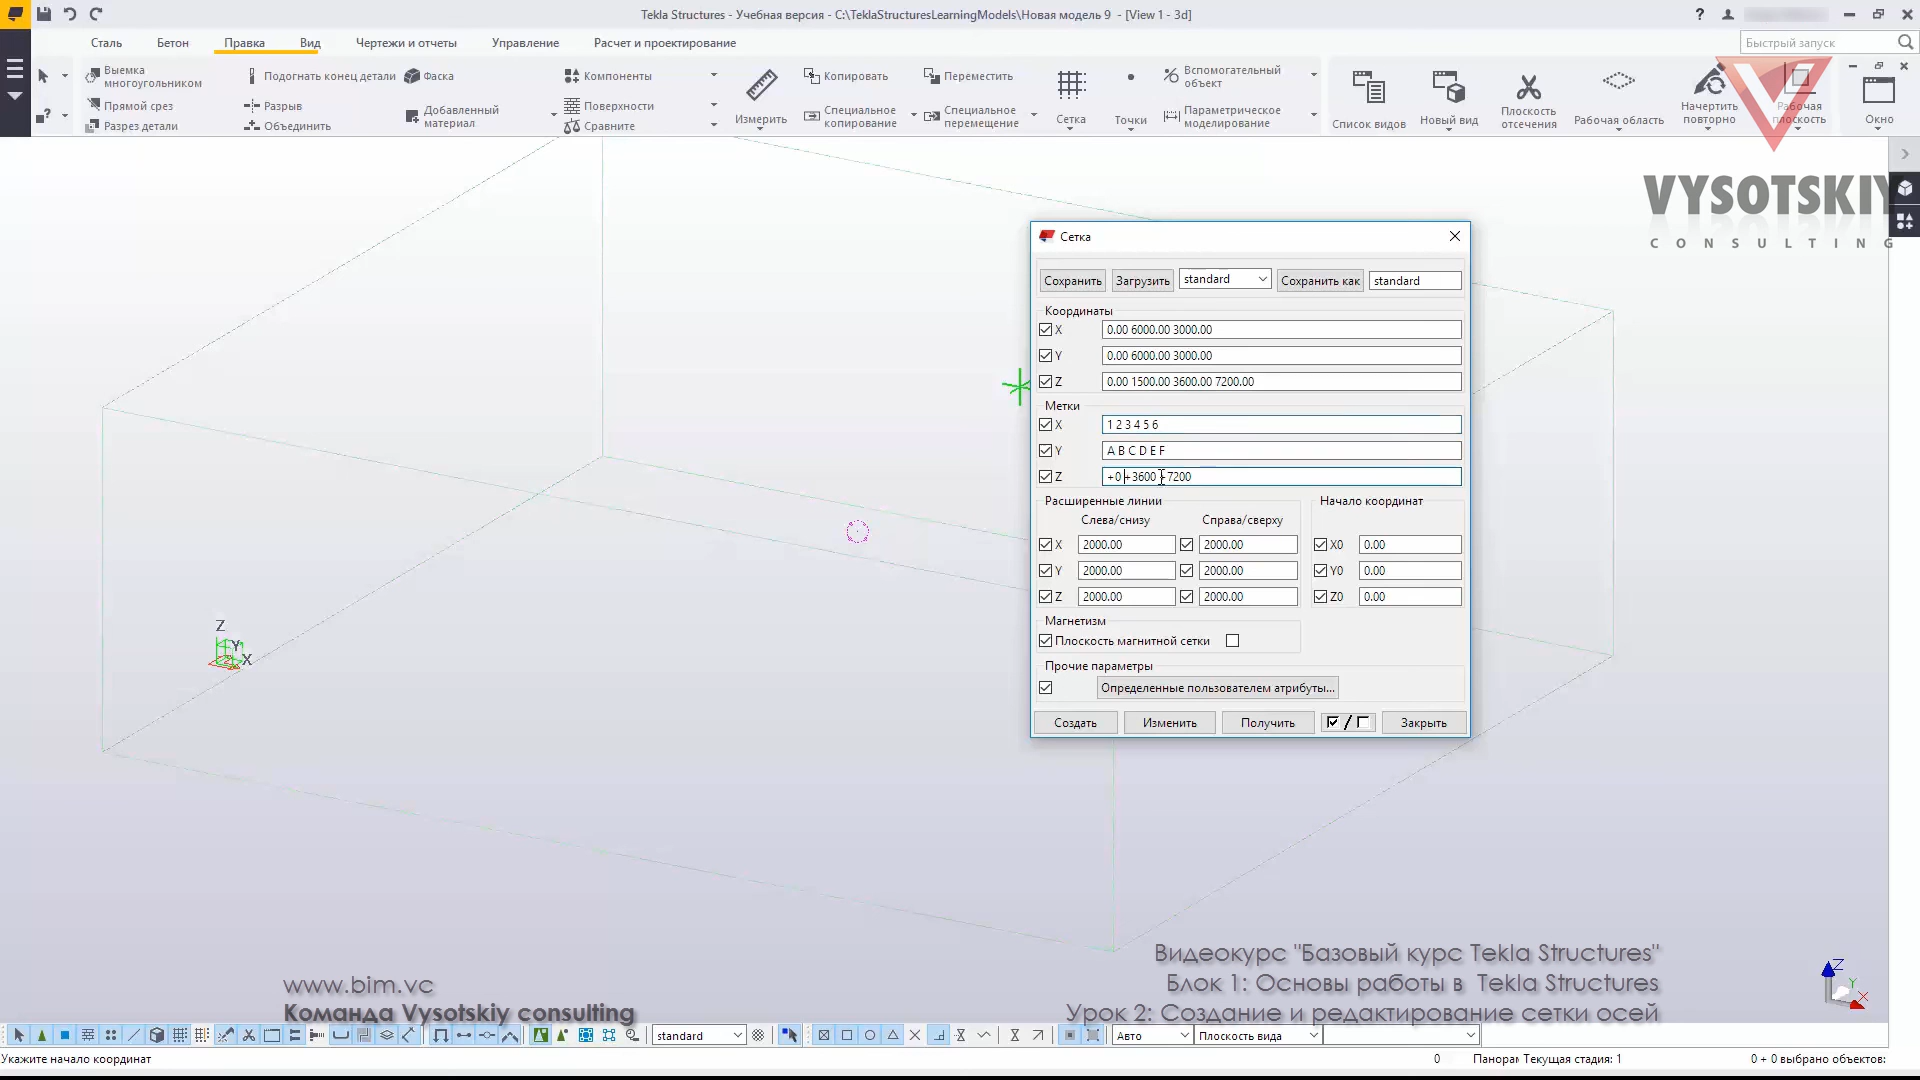 Tekla Structures - Учебная версия - C:\TeklaStructuresLearningModels\Новая модель 9 - [View 1 - 3d]
Сталь Бетон Правка Вид Чертежи и отчеты Управление Расчет и проектирование
Быстрый запуск
Выемка многоугольником
Прямой срез
Разрез детали
Подогнать конец детали
Разрыв
Объединить
Фаска
Добавленный материал
Компоненты
Поверхности
Сравните
Измерить
Копировать
Специальное копирование
Переместить
Специальное перемещение
Сетка
Точки
Вспомогательный объект
Параметрическое моделирование
Список видов
Новый вид
Плоскость отсечения
Рабочая область
Начертить повторно
Рабочая плоскость
Окно
VYSOTSKIY
CONSULTING
Сетка
Сохранить Загрузить standard Сохранить как standard
Координаты
X 0.00 6000.00 3000.00
Y 0.00 6000.00 3000.00
Z 0.00 1500.00 3600.00 7200.00
Метки
X 1 2 3 4 5 6
Y A B C D E F
Z +0 +3600 +7200
Расширенные линии
Начало координат
Слева/снизу Справа/сверху
X 2000.00 2000.00 X0 0.00
Y 2000.00 2000.00 Y0 0.00
Z 2000.00 2000.00 Z0 0.00
Магнетизм
Плоскость магнитной сетки
Прочие параметры
Определенные пользователем атрибуты...
Создать Изменить Получить / Закрыть
Z
Y
X
Z
Y
X
Видеокурс "Базовый курс Tekla Structures"
Блок 1: Основы работы в Tekla Structures
Урок 2: Создание и редактирование сетки осей
www.bim.vc
Команда Vysotskiy consulting
standard
Авто
Плоскость вида
Укажите начало координат
0 Панорам Текущая стадия: 1 0 + 0 выбрано объектов: